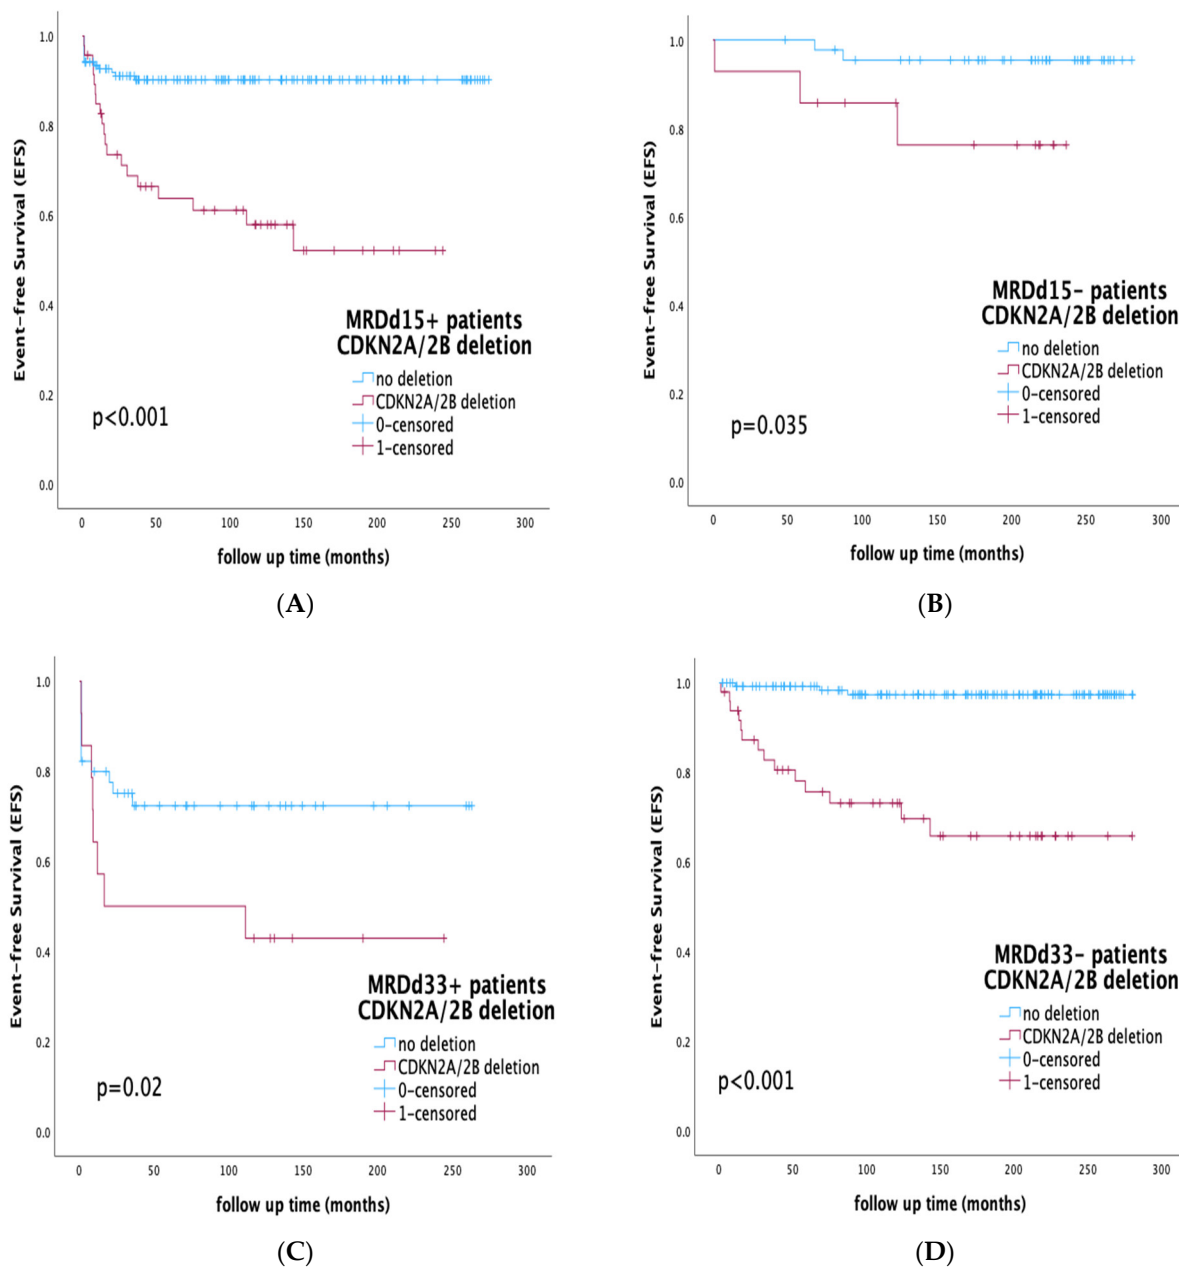 1.0
0.8
0.6
0.4
0.2
0.0
Event-free Survival (EFS)
MRDd15+ patients
CDKN2A/2B deletion
no deletion
CDKN2A/2B deletion
0-censored
1-censored
p<0.001
0 50 100 150 200 250 300
follow up time (months)
(A)
1.0
0.8
0.6
0.4
0.2
0.0
Event-free Survival (EFS)
MRDd15- patients
CDKN2A/2B deletion
no deletion
CDKN2A/2B deletion
0-censored
1-censored
p=0.035
0 50 100 150 200 250 300
follow up time (months)
(B)
1.0
0.8
0.6
0.4
0.2
0.0
Event-free Survival (EFS)
MRDd33+ patients
CDKN2A/2B deletion
no deletion
CDKN2A/2B deletion
0-censored
1-censored
p=0.02
0 50 100 150 200 250 300
follow up time (months)
(C)
1.0
0.8
0.6
0.4
0.2
0.0
Event-free Survival (EFS)
MRDd33- patients
CDKN2A/2B deletion
no deletion
CDKN2A/2B deletion
0-censored
1-censored
p<0.001
0 50 100 150 200 250 300
follow up time (months)
(D)